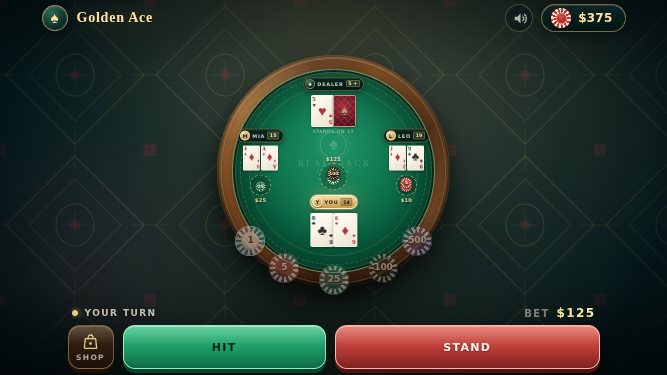 Golden Ace
$375
DEALER 5 +
STANDS ON 17
M MIA 15
L LEO 19
BLACKJACK
$125
$25
$10
Y YOU 14
1
5
25
100
500
YOUR TURN
BET $125
SHOP
HIT
STAND